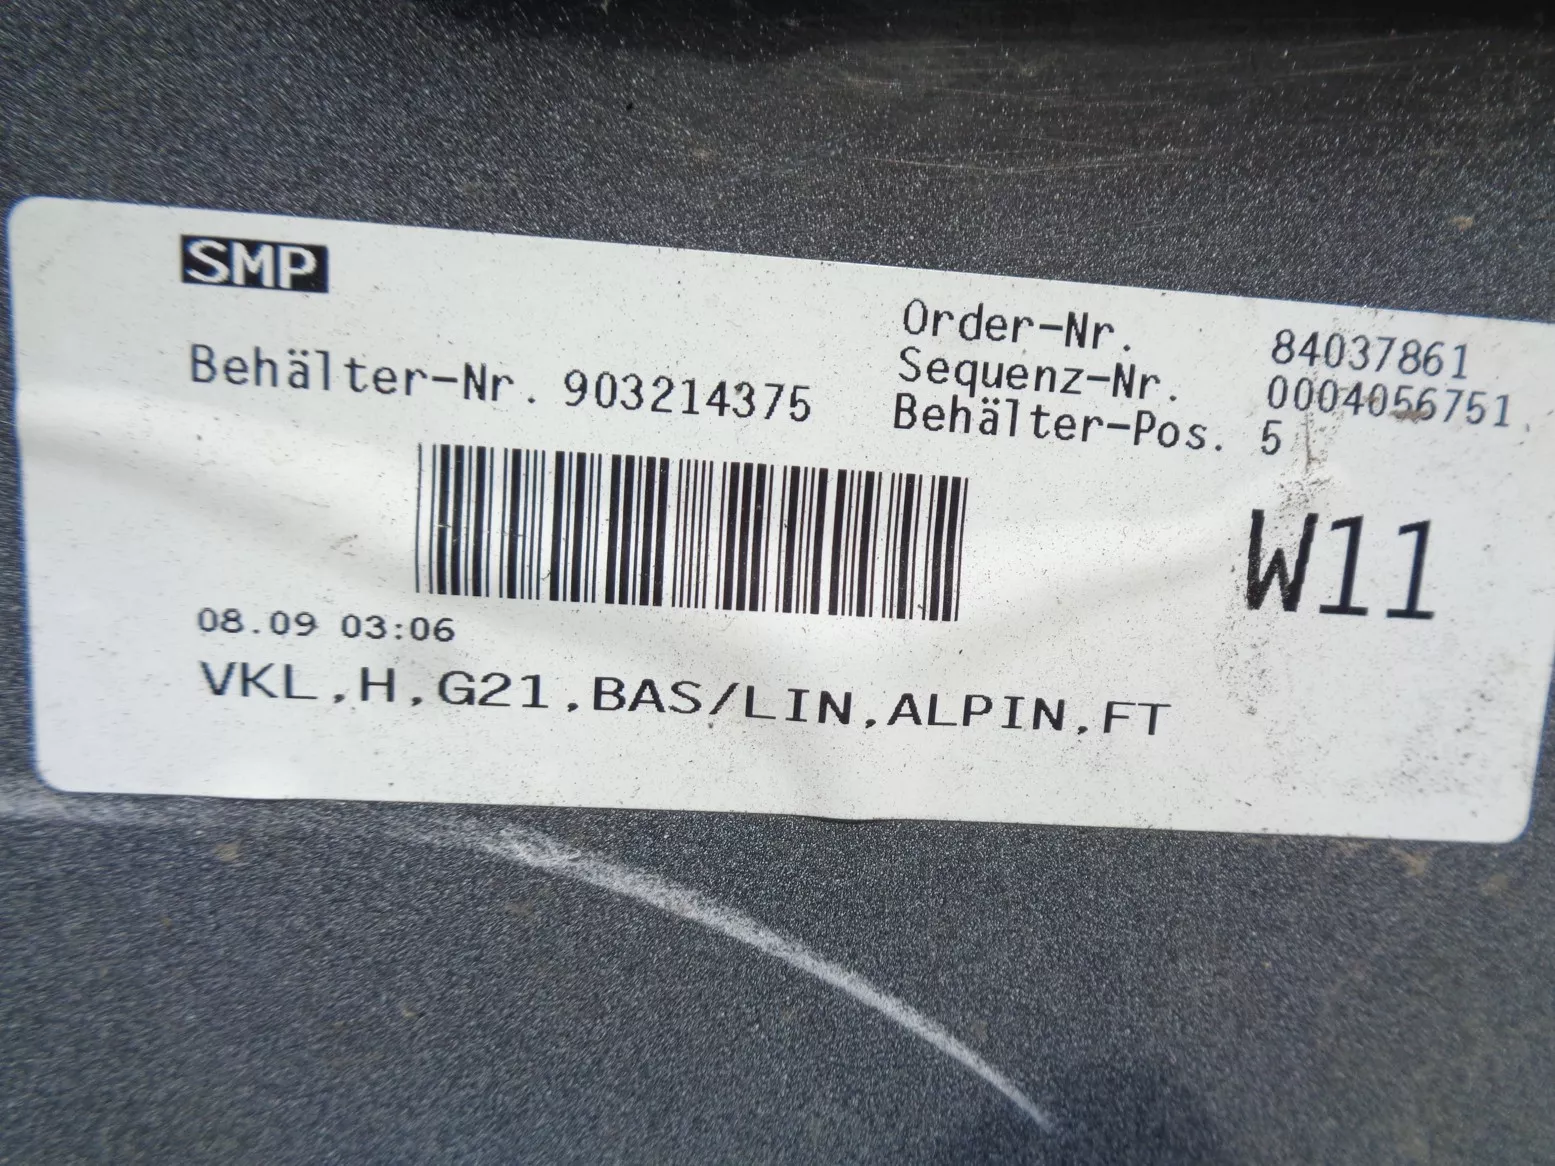 SMP
Order-Nr. 84037861
Sequenz-Nr. 0004056751
Behälter-Nr. 903214375
Behälter-Pos. 5
W11
08.09 03:06
VKL,H,G21,BAS/LIN,ALPIN,FT